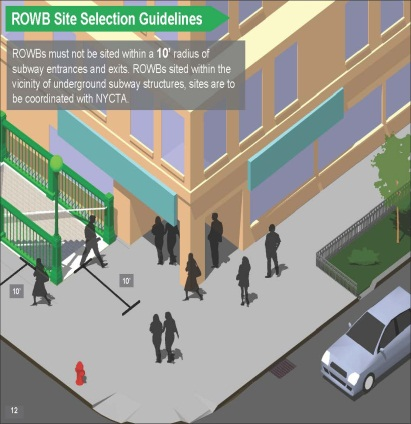 ROWB Site Selection Guidelines
ROWBs must not be sited within a 10' radius of
subway entrances and exits. ROWBs sited within the
vicinity of underground subway structures, sites are to
be coordinated with NYCTA.
10'
10'
12